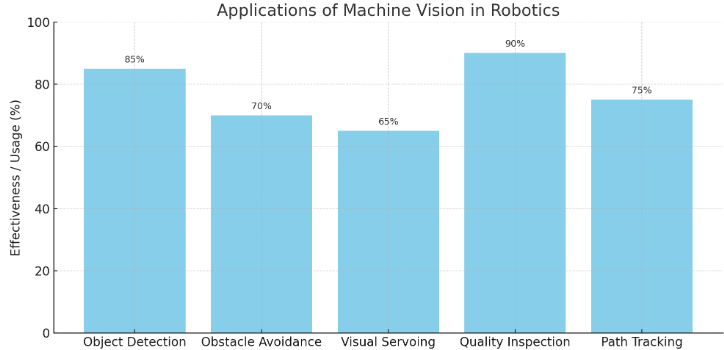 Applications of Machine Vision in Robotics
Effectiveness / Usage (%)
100
80
60
40
20
0
85%
70%
65%
90%
75%
Object Detection
Obstacle Avoidance
Visual Servoing
Quality Inspection
Path Tracking